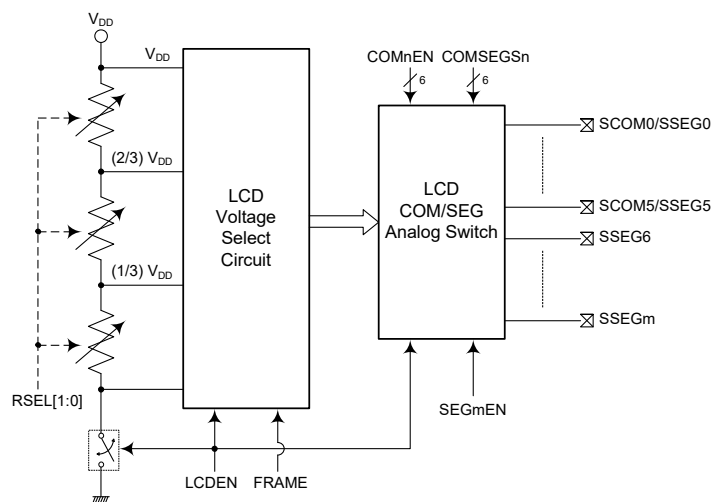 VDD
VDD
(2/3) VDD
(1/3) VDD
RSEL[1:0]
LCD
Voltage
Select
Circuit
LCDEN
FRAME
COMnEN
COMSEGSn
6
6
LCD
COM/SEG
Analog Switch
SEGmEN
SCOM0/SSEG0
SCOM5/SSEG5
SSEG6
SSEGm